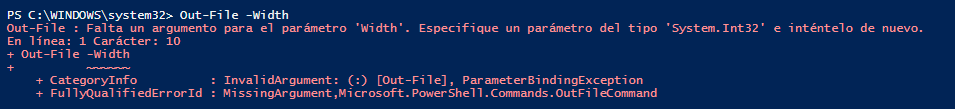 PS C:\WINDOWS\system32> Out-File -Width
Out-File : Falta un argumento para el parámetro 'Width'. Especifique un parámetro del tipo 'System.Int32' e inténtelo de nuevo.
En línea: 1 Carácter: 10
+ Out-File -Width
+          ~~~~~~
    + CategoryInfo          : InvalidArgument: (:) [Out-File], ParameterBindingException
    + FullyQualifiedErrorId : MissingArgument,Microsoft.PowerShell.Commands.OutFileCommand